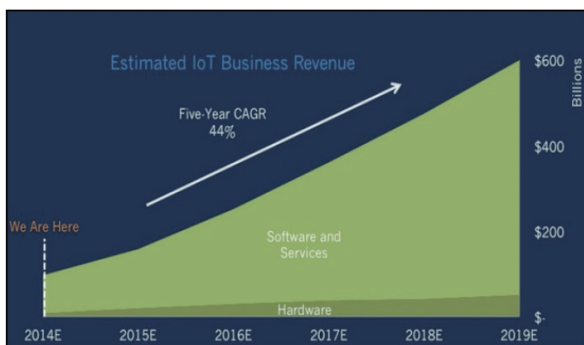 Estimated IoT Business Revenue
Five-Year CAGR
44%
We Are Here
Software and
Services
Hardware
$600
$400
$200
$-
Billions
2014E 2015E 2016E 2017E 2018E 2019E